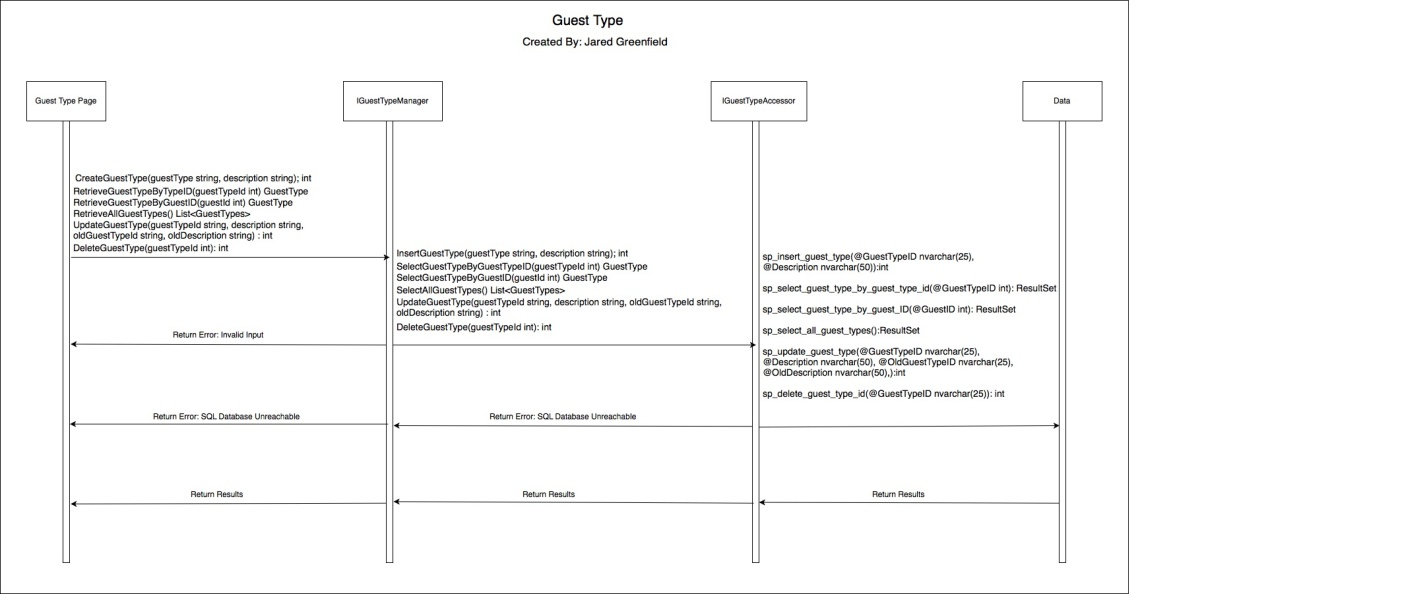 Guest Type
Created By: Jared Greenfield
Guest Type Page
IGuestTypeManager
IGuestTypeAccessor
Data
CreateGuestType(guestType string, description string); int
RetrieveGuestTypeByTypeID(guestTypeId int) GuestType
RetrieveGuestTypeByGuestID(guestId int) GuestType
RetrieveAllGuestTypes() List<GuestTypes>
UpdateGuestType(guestTypeId string, description string,
oldGuestTypeId string, oldDescription string) : int
DeleteGuestType(guestTypeId int): int
InsertGuestType(guestType string, description string); int
SelectGuestTypeByGuestTypeID(guestTypeId int) GuestType
SelectGuestTypeByGuestID(guestId int) GuestType
SelectAllGuestTypes() List<GuestTypes>
UpdateGuestType(guestTypeId string, description string, oldGuestTypeId string,
oldDescription string) : int
DeleteGuestType(guestTypeId int): int
sp_insert_guest_type(@GuestTypeID nvarchar(25),
@Description nvarchar(50)):int
sp_select_guest_type_by_guest_type_id(@GuestTypeID int): ResultSet
sp_select_guest_type_by_guest_ID(@GuestID int): ResultSet
sp_select_all_guest_types():ResultSet
sp_update_guest_type(@GuestTypeID nvarchar(25),
@Description nvarchar(50), @OldGuestTypeID nvarchar(25),
@OldDescription nvarchar(50),):int
sp_delete_guest_type_id(@GuestTypeID nvarchar(25)): int
Return Error: Invalid Input
Return Error: SQL Database Unreachable
Return Error: SQL Database Unreachable
Return Results
Return Results
Return Results